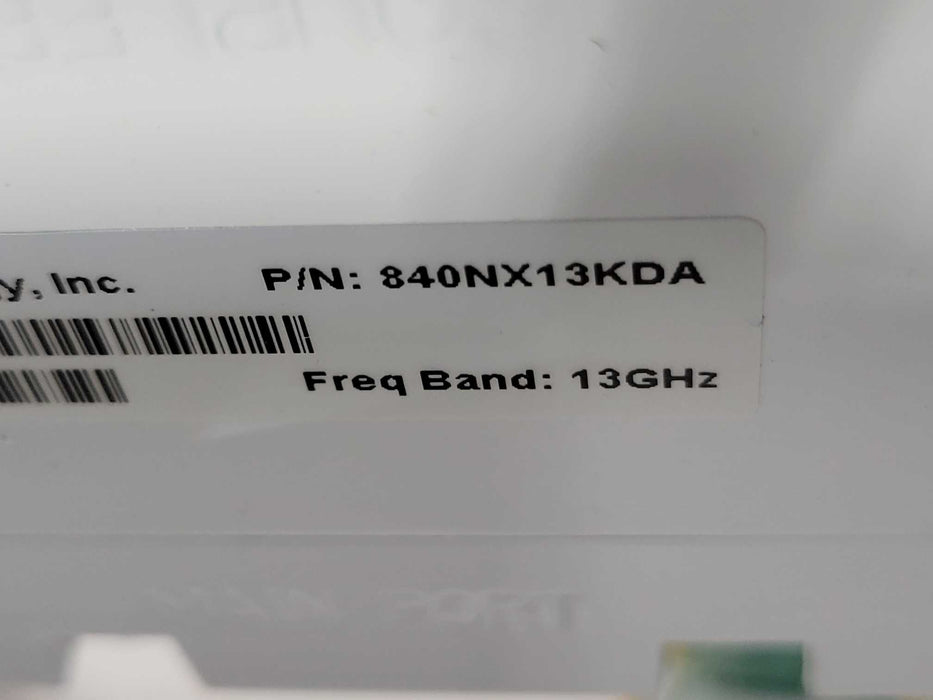 y, Inc. P/N: 840NX13KDA
Freq Band: 13GHz